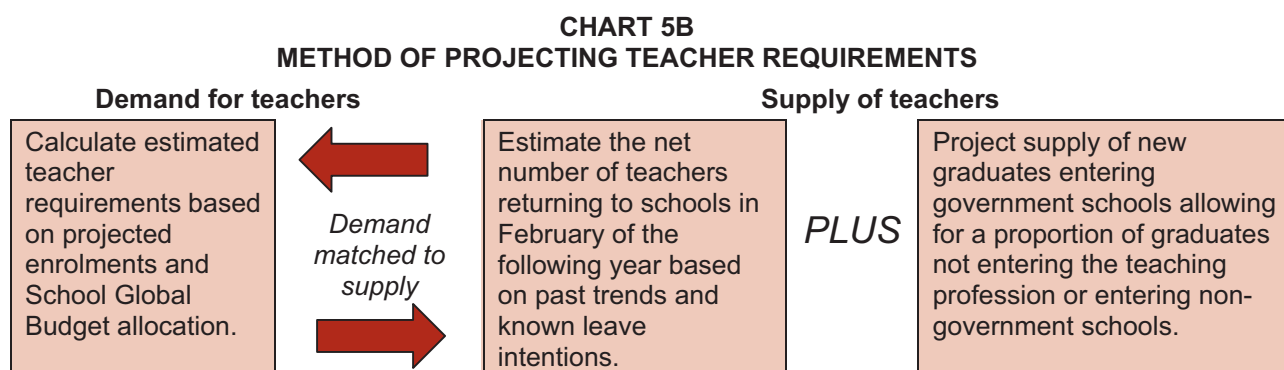 CHART 5B
METHOD OF PROJECTING TEACHER REQUIREMENTS
Demand for teachers
Calculate estimated
teacher
requirements based
on projected
enrolments and
School Global
Budget allocation.
Demand
matched to
supply
Supply of teachers
Estimate the net
number of teachers
returning to schools in
February of the
following year based
on past trends and
known leave
intentions.
PLUS
Project supply of new
graduates entering
government schools allowing
for a proportion of graduates
not entering the teaching
profession or entering non-
government schools.